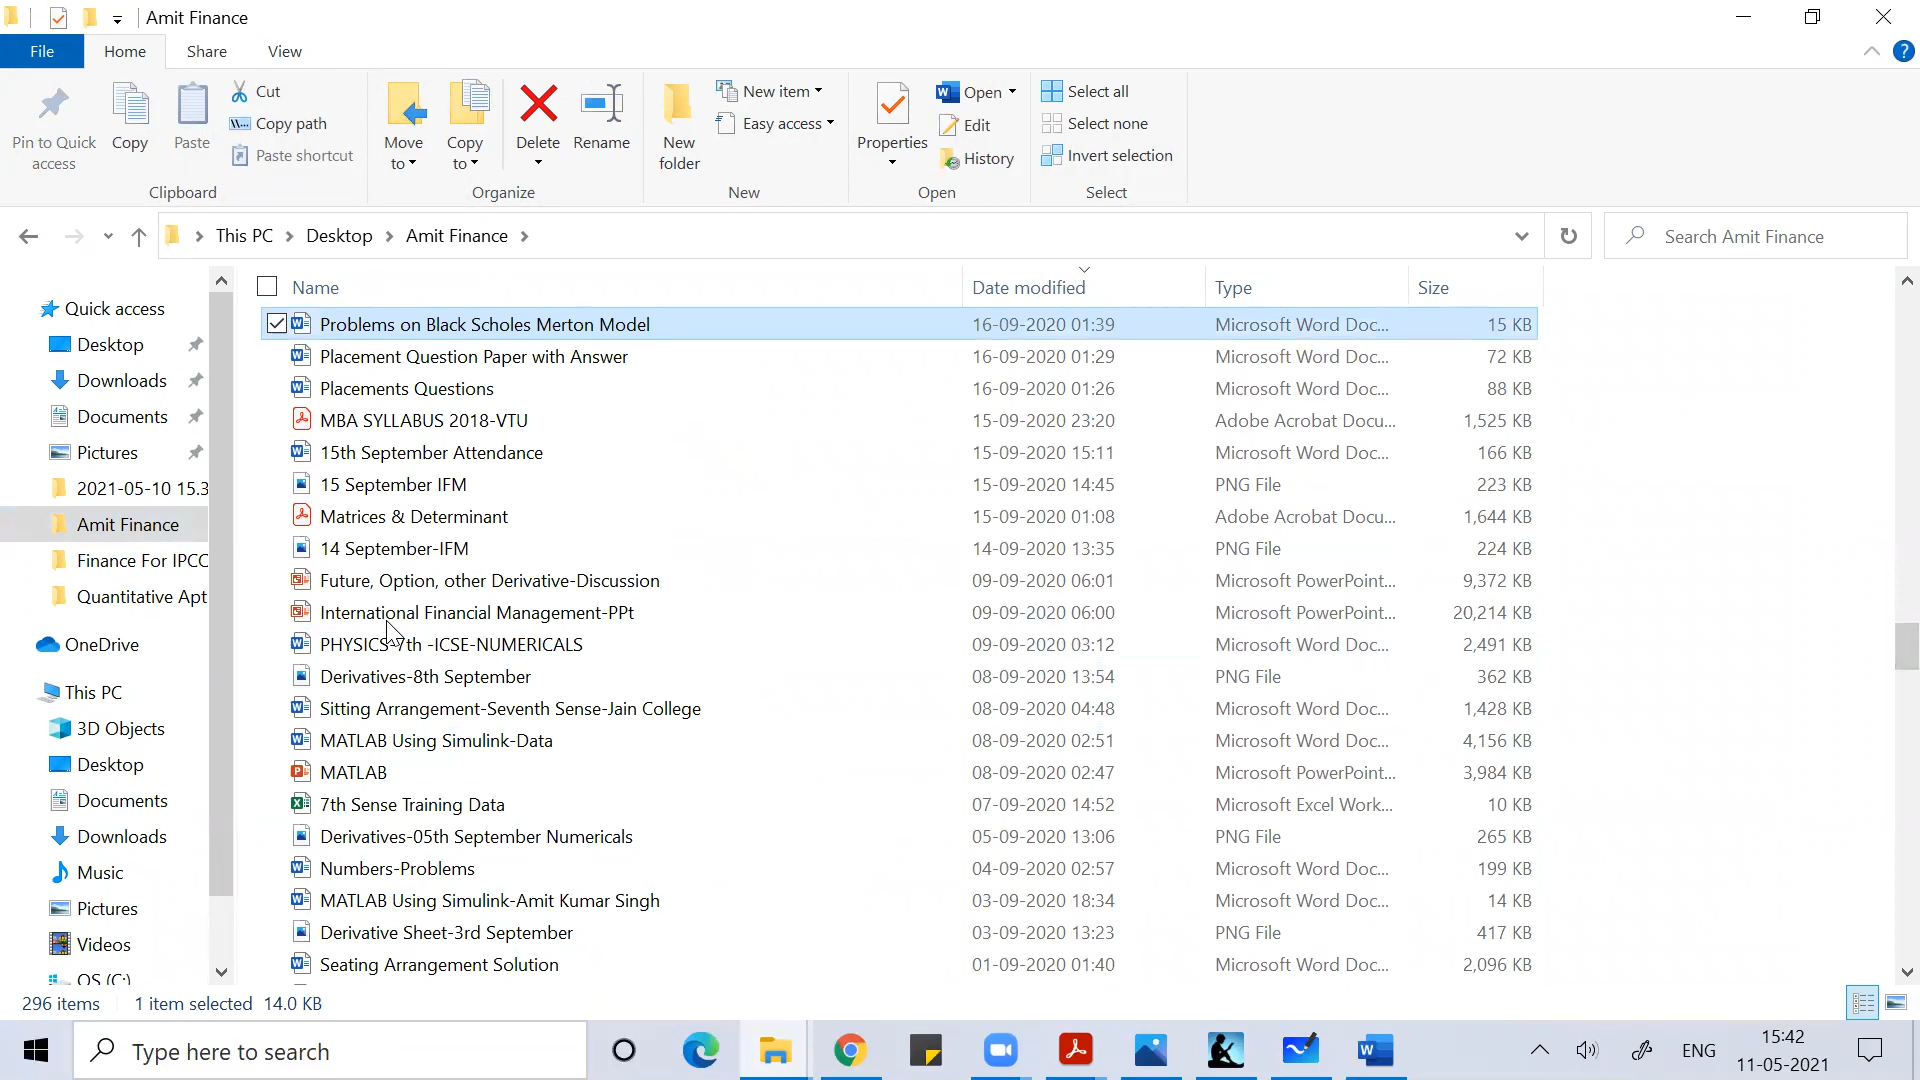 Amit Finance
File Home Share View
Pin to Quick access
Copy
Paste
Cut
Copy path
Paste shortcut
Clipboard
Move to
Copy to
Delete
Rename
Organize
New folder
New item
Easy access
New
Properties
Open
Edit
History
Open
Select all
Select none
Invert selection
Select
This PC Desktop Amit Finance
Search Amit Finance
Quick access
Desktop
Downloads
Documents
Pictures
2021-05-10 15.3
Amit Finance
Finance For IPCC
Quantitative Apt
OneDrive
This PC
3D Objects
Desktop
Documents
Downloads
Music
Pictures
Videos
OS (C:)
Name Date modified Type Size
Problems on Black Scholes Merton Model 16-09-2020 01:39 Microsoft Word Doc... 15 KB
Placement Question Paper with Answer 16-09-2020 01:29 Microsoft Word Doc... 72 KB
Placements Questions 16-09-2020 01:26 Microsoft Word Doc... 88 KB
MBA SYLLABUS 2018-VTU 15-09-2020 23:20 Adobe Acrobat Docu... 1,525 KB
15th September Attendance 15-09-2020 15:11 Microsoft Word Doc... 166 KB
15 September IFM 15-09-2020 14:45 PNG File 223 KB
Matrices & Determinant 15-09-2020 01:08 Adobe Acrobat Docu... 1,644 KB
14 September-IFM 14-09-2020 13:35 PNG File 224 KB
Future, Option, other Derivative-Discussion 09-09-2020 06:01 Microsoft PowerPoint... 9,372 KB
International Financial Management-PPt 09-09-2020 06:00 Microsoft PowerPoint... 20,214 KB
PHYSICS-7th -ICSE-NUMERICALS 09-09-2020 03:12 Microsoft Word Doc... 2,491 KB
Derivatives-8th September 08-09-2020 13:54 PNG File 362 KB
Sitting Arrangement-Seventh Sense-Jain College 08-09-2020 04:48 Microsoft Word Doc... 1,428 KB
MATLAB Using Simulink-Data 08-09-2020 02:51 Microsoft Word Doc... 4,156 KB
MATLAB 08-09-2020 02:47 Microsoft PowerPoint... 3,984 KB
7th Sense Training Data 07-09-2020 14:52 Microsoft Excel Work... 10 KB
Derivatives-05th September Numericals 05-09-2020 13:06 PNG File 265 KB
Numbers-Problems 04-09-2020 02:57 Microsoft Word Doc... 199 KB
MATLAB Using Simulink-Amit Kumar Singh 03-09-2020 18:34 Microsoft Word Doc... 14 KB
Derivative Sheet-3rd September 03-09-2020 13:23 PNG File 417 KB
Seating Arrangement Solution 01-09-2020 01:40 Microsoft Word Doc... 2,096 KB
296 items 1 item selected 14.0 KB
Type here to search
ENG
15:42
11-05-2021